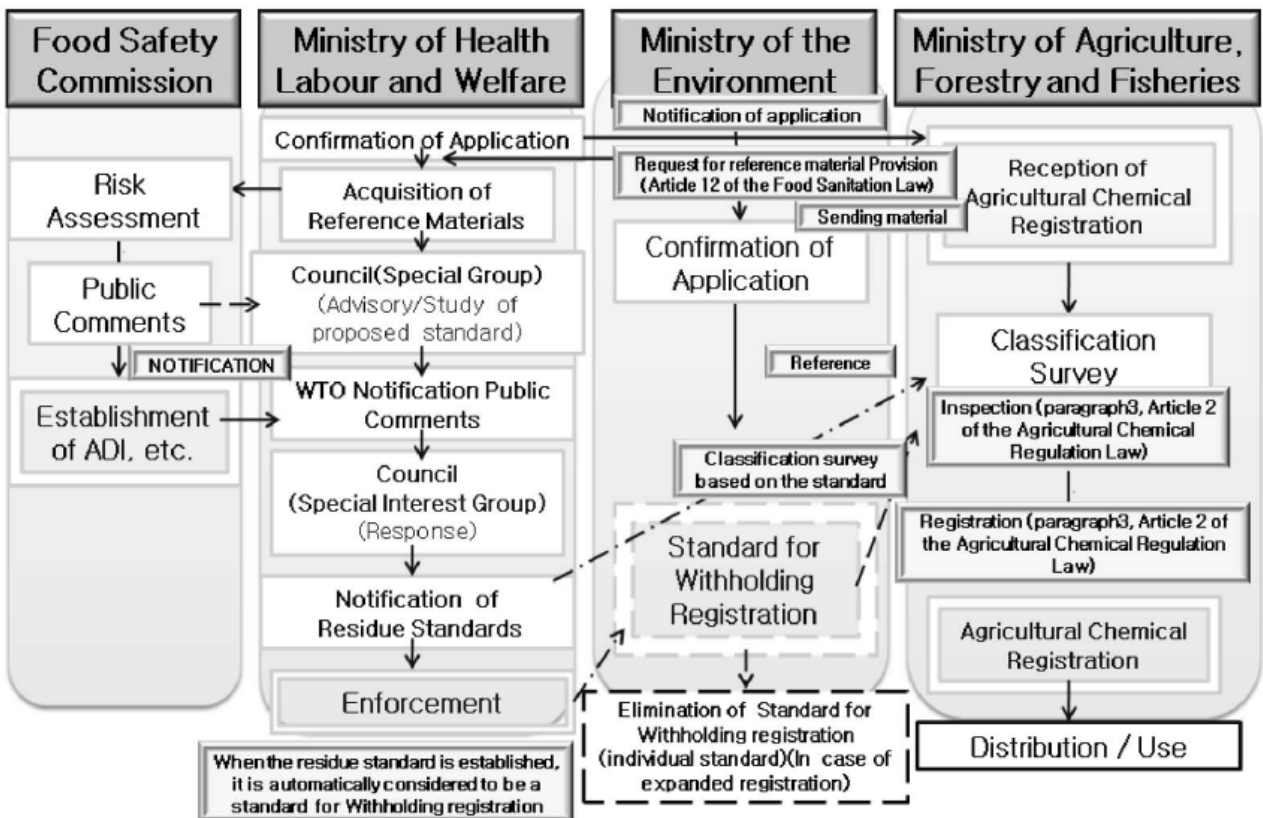 Food Safety
Commission
Ministry of Health
Labour and Welfare
Ministry of the
Environment
Ministry of Agriculture,
Forestry and Fisheries
Notification of application
Confirmation of Application
Request for reference material Provision
(Article 12 of the Food Sanitation Law)
Sending material
Reception of
Agricultural Chemical
Registration
Risk
Assessment
Acquisition of
Reference Materials
Confirmation of
Application
Public
Comments
Council(Special Group)
(Advisory/Study of
proposed standard)
NOTIFICATION
Reference
Classification
Survey
Establishment
of ADI, etc.
WTO Notification Public
Comments
Inspection (paragraph3, Article 2
of the Agricultural Chemical
Regulation Law)
Classification survey
based on the standard
Council
(Special Interest Group)
(Response)
Registration (paragraph3, Article 2 of
the Agricultural Chemical Regulation
Law)
Standard for
Withholding
Registration
Notification of
Residue Standards
Agricultural Chemical
Registration
Enforcement
Elimination of Standard for
Withholding registration
(individual standard)(In case of
expanded registration)
Distribution / Use
When the residue standard is established,
it is automatically considered to be a
standard for Withholding registration